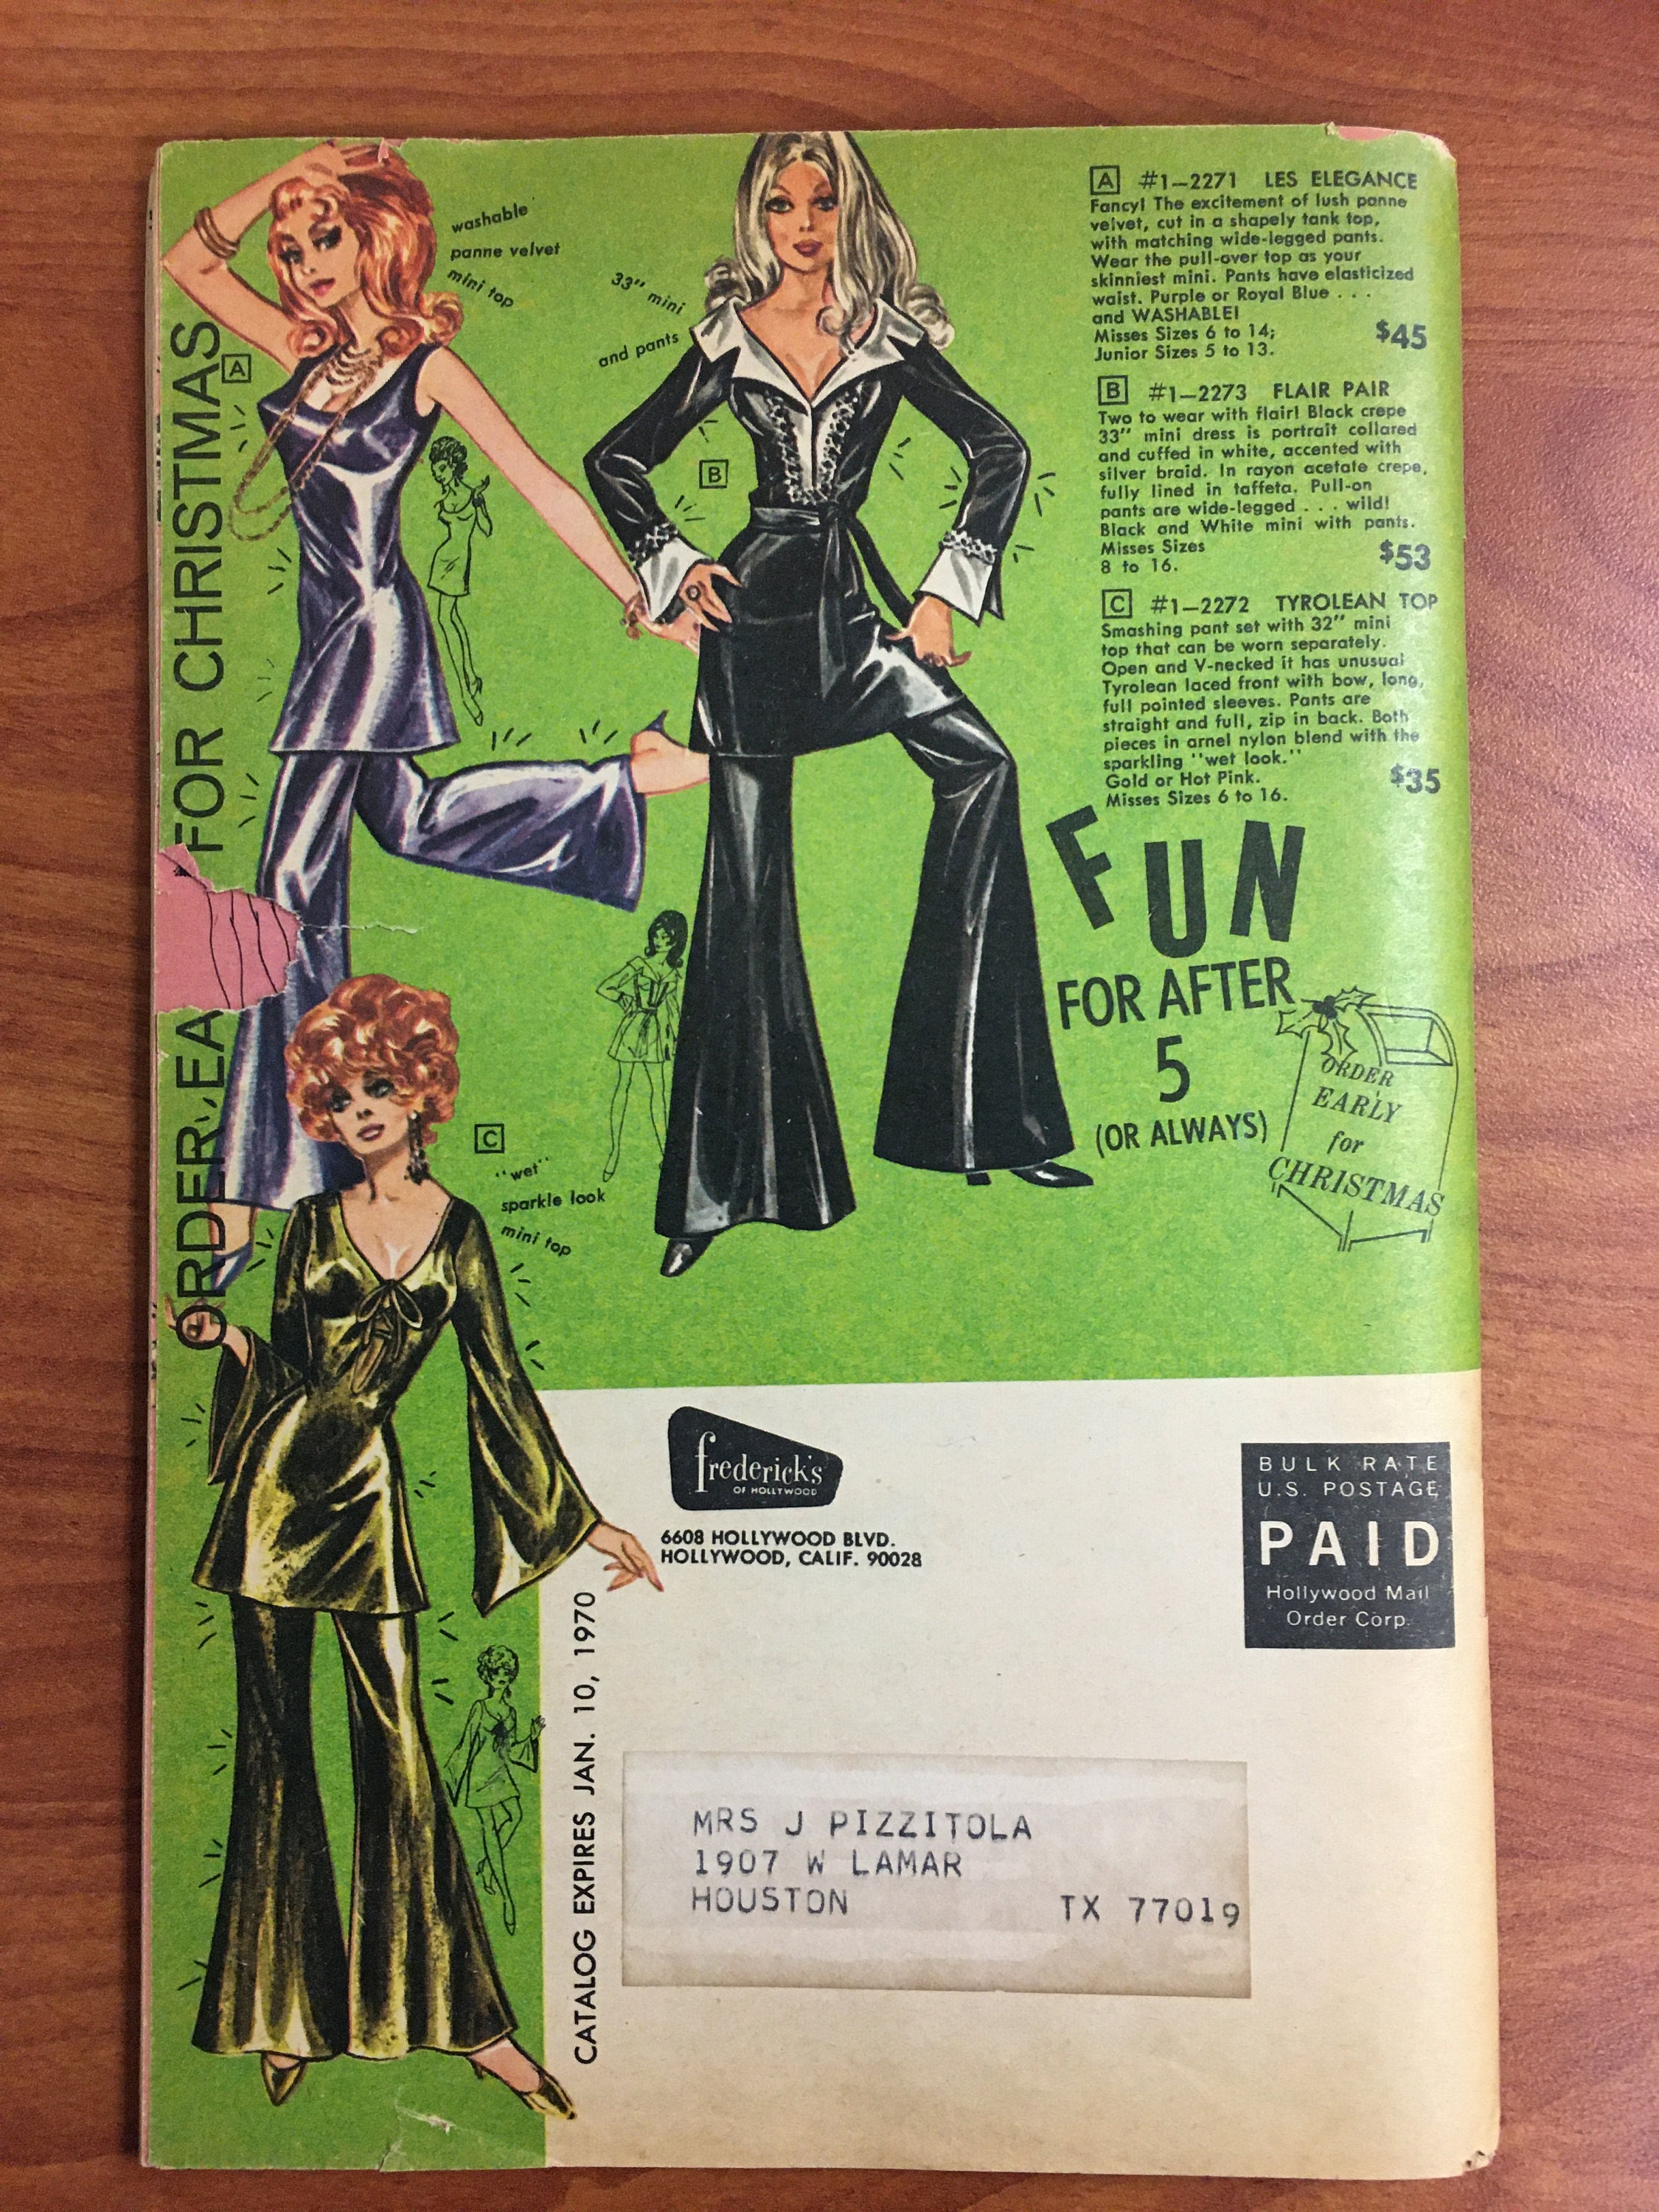 ORDER EA FOR CHRISTMAS
washable
panne velvet
mini top
A
33" mini
and pants
B
A #1-2271 LES ELEGANCE
Fancy! The excitement of lush panne
velvet, cut in a shapely tank top,
with matching wide-legged pants.
Wear the pull-over top as your
skinniest mini. Pants have elasticized
waist. Purple or Royal Blue . . .
and WASHABLE!
Misses Sizes 6 to 14;
Junior Sizes 5 to 13. $45
B #1-2273 FLAIR PAIR
Two to wear with flair! Black crepe
33" mini dress is portrait collared
and cuffed in white, accented with
silver braid. In rayon acetate crepe,
fully lined in taffeta. Pull-on
pants are wide-legged . . . wild!
Black and White mini with pants.
Misses Sizes
8 to 16. $53
C #1-2272 TYROLEAN TOP
Smashing pant set with 32" mini
top that can be worn separately.
Open and V-necked it has unusual
Tyrolean laced front with bow, long,
full pointed sleeves. Pants are
straight and full, zip in back. Both
pieces in arnel nylon blend with the
sparkling "wet look."
Gold or Hot Pink.
Misses Sizes 6 to 16. $35
FUN
FOR AFTER
5
(OR ALWAYS)
ORDER
EARLY
for
CHRISTMAS
C
"wet"
sparkle look
mini top
frederick's
OF HOLLYWOOD
6608 HOLLYWOOD BLVD.
HOLLYWOOD, CALIF. 90028
BULK RATE
U.S. POSTAGE
PAID
Hollywood Mail
Order Corp.
CATALOG EXPIRES JAN. 10, 1970
MRS J PIZZITOLA
1907 W LAMAR
HOUSTON TX 77019